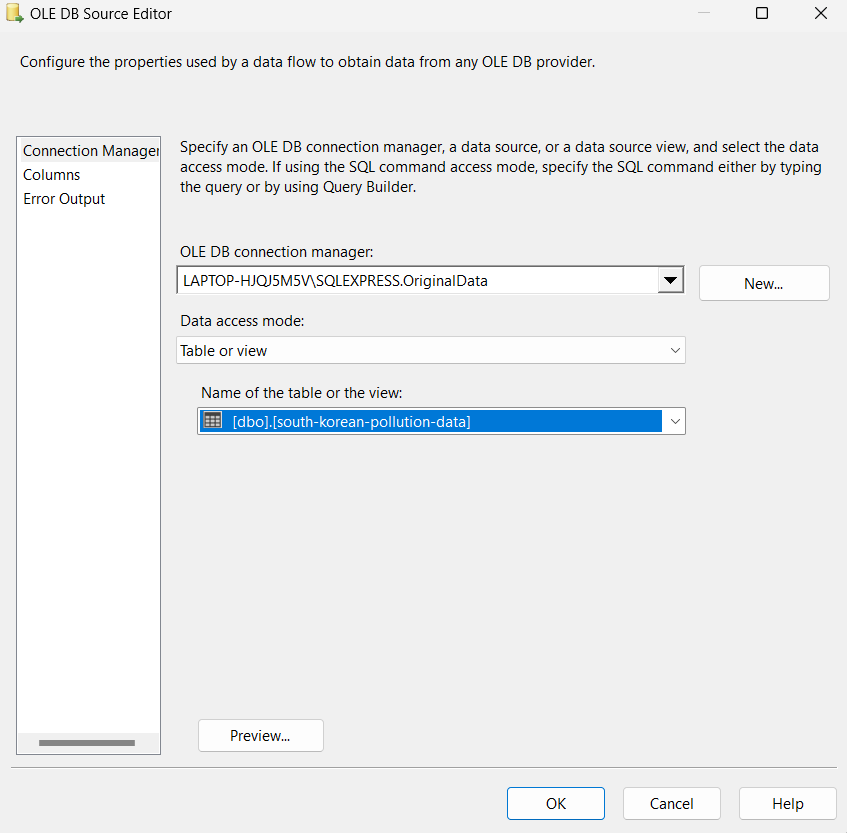 OLE DB Source Editor
Configure the properties used by a data flow to obtain data from any OLE DB provider.
Connection Manager
Columns
Error Output
Specify an OLE DB connection manager, a data source, or a data source view, and select the data
access mode. If using the SQL command access mode, specify the SQL command either by typing
the query or by using Query Builder.
OLE DB connection manager:
LAPTOP-HJQJ5M5V\SQLEXPRESS.OriginalData
New...
Data access mode:
Table or view
Name of the table or the view:
[dbo].[south-korean-pollution-data]
Preview...
OK
Cancel
Help